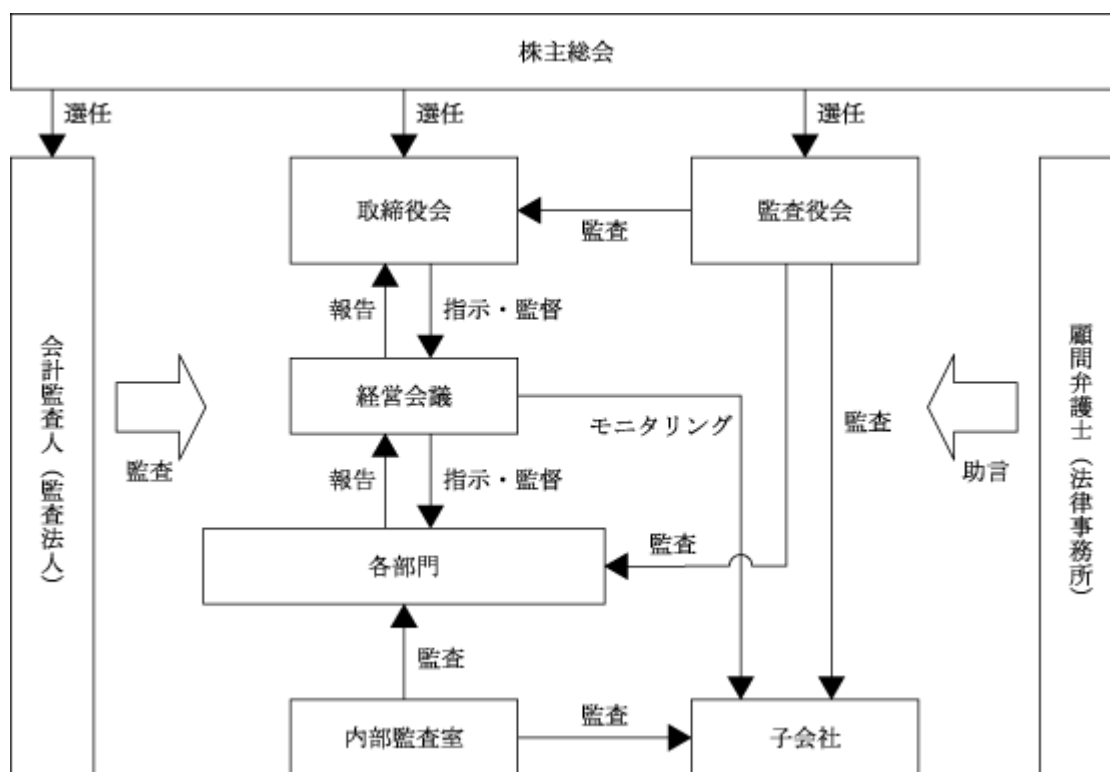 株主総会
選任
選任
選任
取締役会
監査役会
監査
報告
指示・監督
会計監査人（監査法人）
顧問弁護士（法律事務所）
経営会議
モニタリング
監査
監査
助言
報告
指示・監督
監査
各部門
監査
内部監査室
監査
子会社